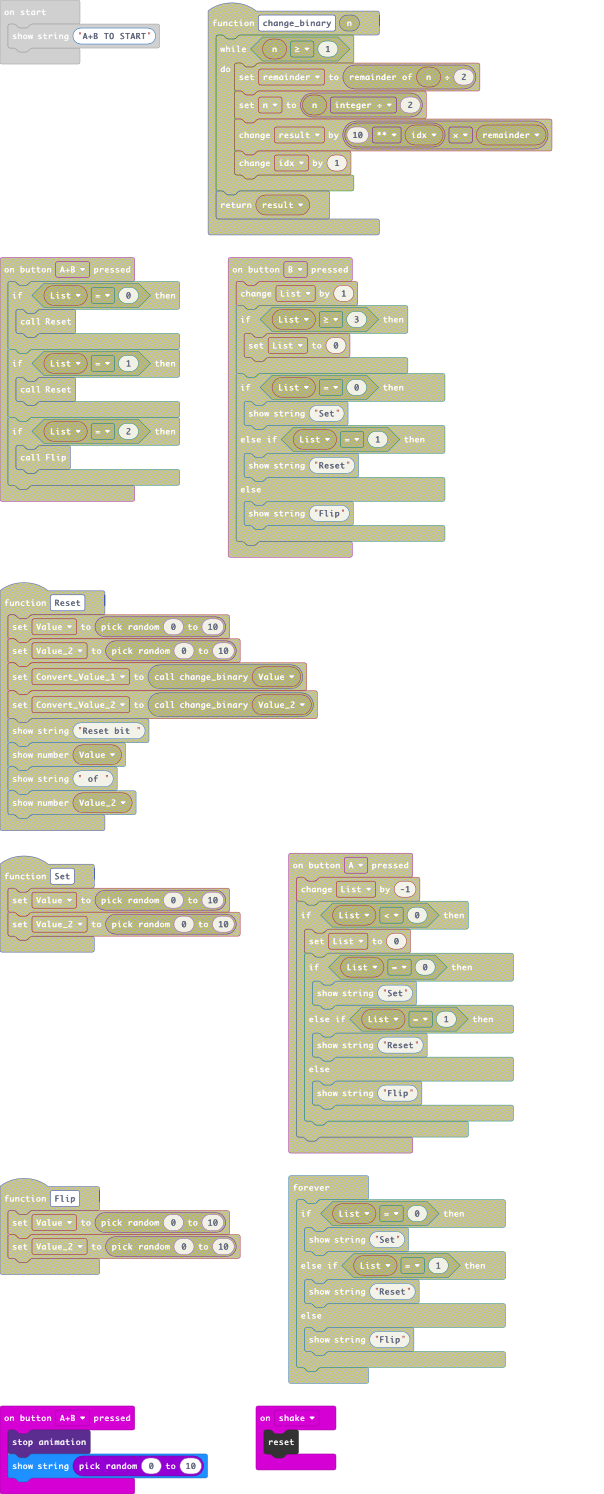 on start
show string "A+B TO START"
function change_binary n
while n ≥ 1
do
set remainder to remainder of n ÷ 2
set n to n integer ÷ 2
change result by 10 ** idx × remainder
change idx by 1
return result
on button A+B pressed
if List = 0 then
call Reset
if List = 1 then
call Reset
if List = 2 then
call Flip
on button B pressed
change List by 1
if List ≥ 3 then
set List to 0
if List = 0 then
show string "Set"
else if List = 1 then
show string "Reset"
else
show string "Flip"
function Reset
set Value to pick random 0 to 10
set Value_2 to pick random 0 to 10
set Convert_Value_1 to call change_binary Value
set Convert_Value_2 to call change_binary Value_2
show string "Reset bit "
show number Value
show string " of "
show number Value_2
function Set
set Value to pick random 0 to 10
set Value_2 to pick random 0 to 10
on button A pressed
change List by -1
if List < 0 then
set List to 0
if List = 0 then
show string "Set"
else if List = 1 then
show string "Reset"
else
show string "Flip"
function Flip
set Value to pick random 0 to 10
set Value_2 to pick random 0 to 10
forever
if List = 0 then
show string "Set"
else if List = 1 then
show string "Reset"
else
show string "Flip"
on button A+B pressed
stop animation
show string pick random 0 to 10
on shake
reset